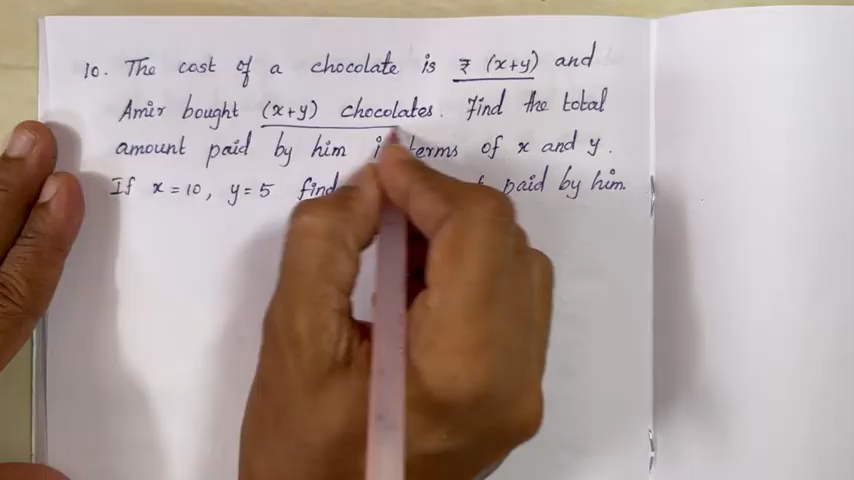 10. The cost of a chocolate is ₹ (x+y) and
Amir bought (x+y) chocolates. Find the total
amount paid by him terms of x and y.
If x = 10, y = 5 find paid by him.